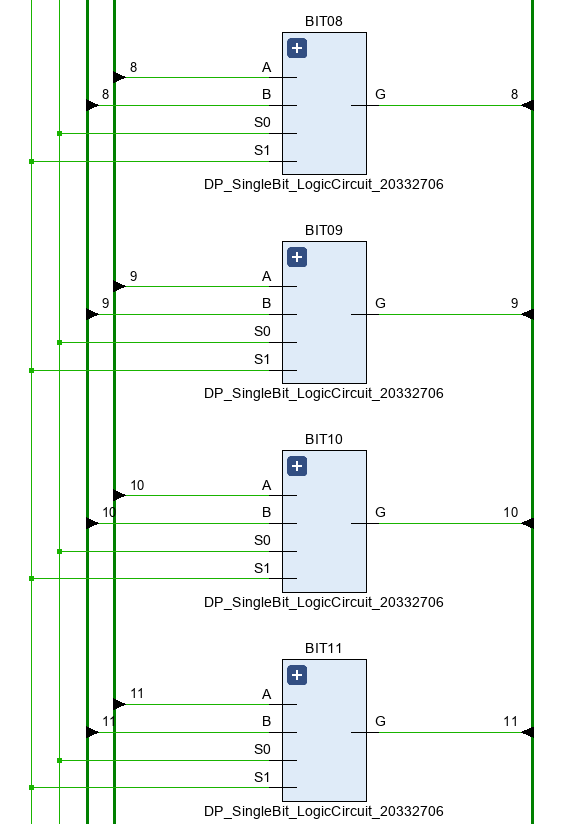 BIT08
8 A
8 B G 8
S0
S1
DP_SingleBit_LogicCircuit_20332706
BIT09
9 A
9 B G 9
S0
S1
DP_SingleBit_LogicCircuit_20332706
BIT10
10 A
10 B G 10
S0
S1
DP_SingleBit_LogicCircuit_20332706
BIT11
11 A
11 B G 11
S0
S1
DP_SingleBit_LogicCircuit_20332706